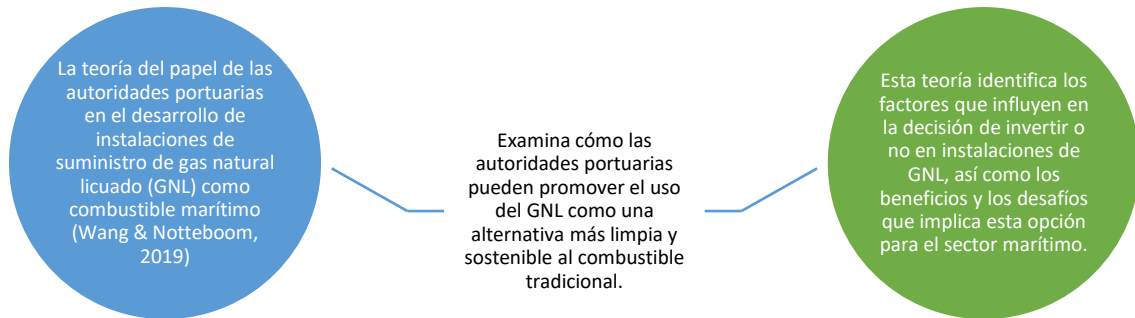 La teoría del papel de las
autoridades portuarias
en el desarrollo de
instalaciones de
suministro de gas natural
licuado (GNL) como
combustible marítimo
(Wang & Notteboom,
2019)
Examina cómo las
autoridades portuarias
pueden promover el uso
del GNL como una
alternativa más limpia y
sostenible al combustible
tradicional.
Esta teoría identifica los
factores que influyen en
la decisión de invertir o
no en instalaciones de
GNL, así como los
beneficios y los desafíos
que implica esta opción
para el sector marítimo.